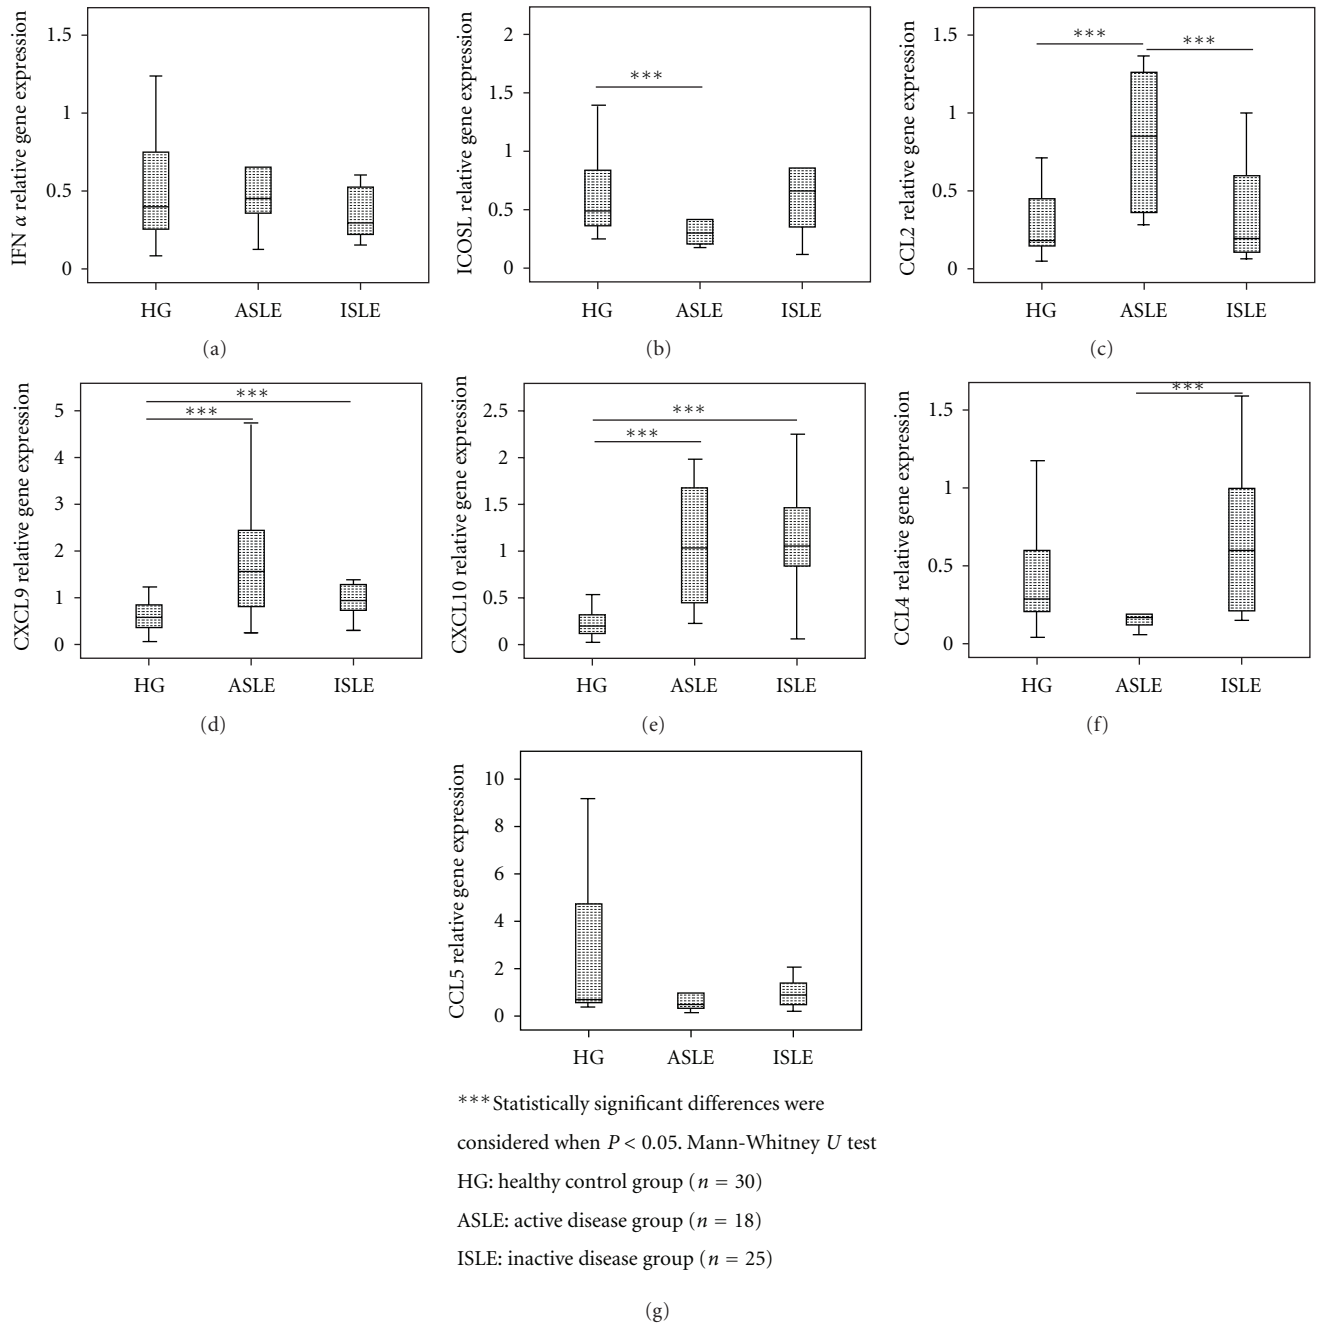 IFN α relative gene expression
1.5
1
0.5
0
HG ASLE ISLE
(a)
ICOSL relative gene expression
2
1.5
1
0.5
0
***
HG ASLE ISLE
(b)
CCL2 relative gene expression
1.5
1
0.5
0
*** ***
HG ASLE ISLE
(c)
CXCL9 relative gene expression
5
4
3
2
1
0
***
***
HG ASLE ISLE
(d)
CXCL10 relative gene expression
2.5
2
1.5
1
0.5
0
***
***
HG ASLE ISLE
(e)
CCL4 relative gene expression
1.5
1
0.5
0
***
HG ASLE ISLE
(f)
CCL5 relative gene expression
10
8
6
4
2
0
HG ASLE ISLE
***Statistically significant differences were
considered when P < 0.05. Mann-Whitney U test
HG: healthy control group (n = 30)
ASLE: active disease group (n = 18)
ISLE: inactive disease group (n = 25)
(g)